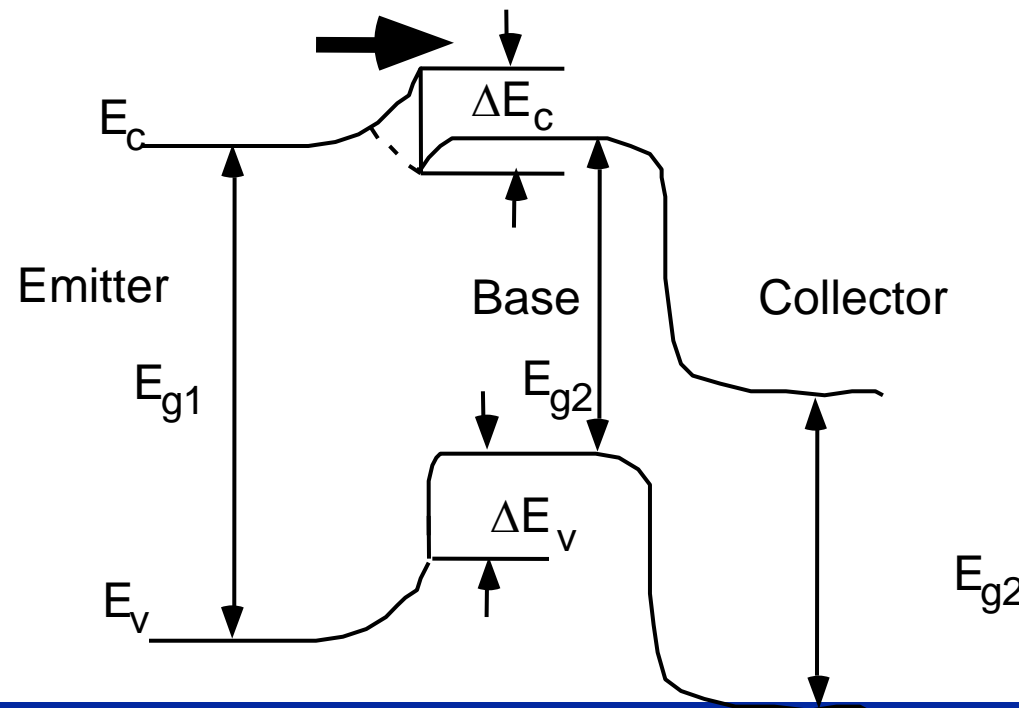 ΔEc
Ec
Emitter
Base
Collector
Eg1
Eg2
ΔEv
Ev
Eg2